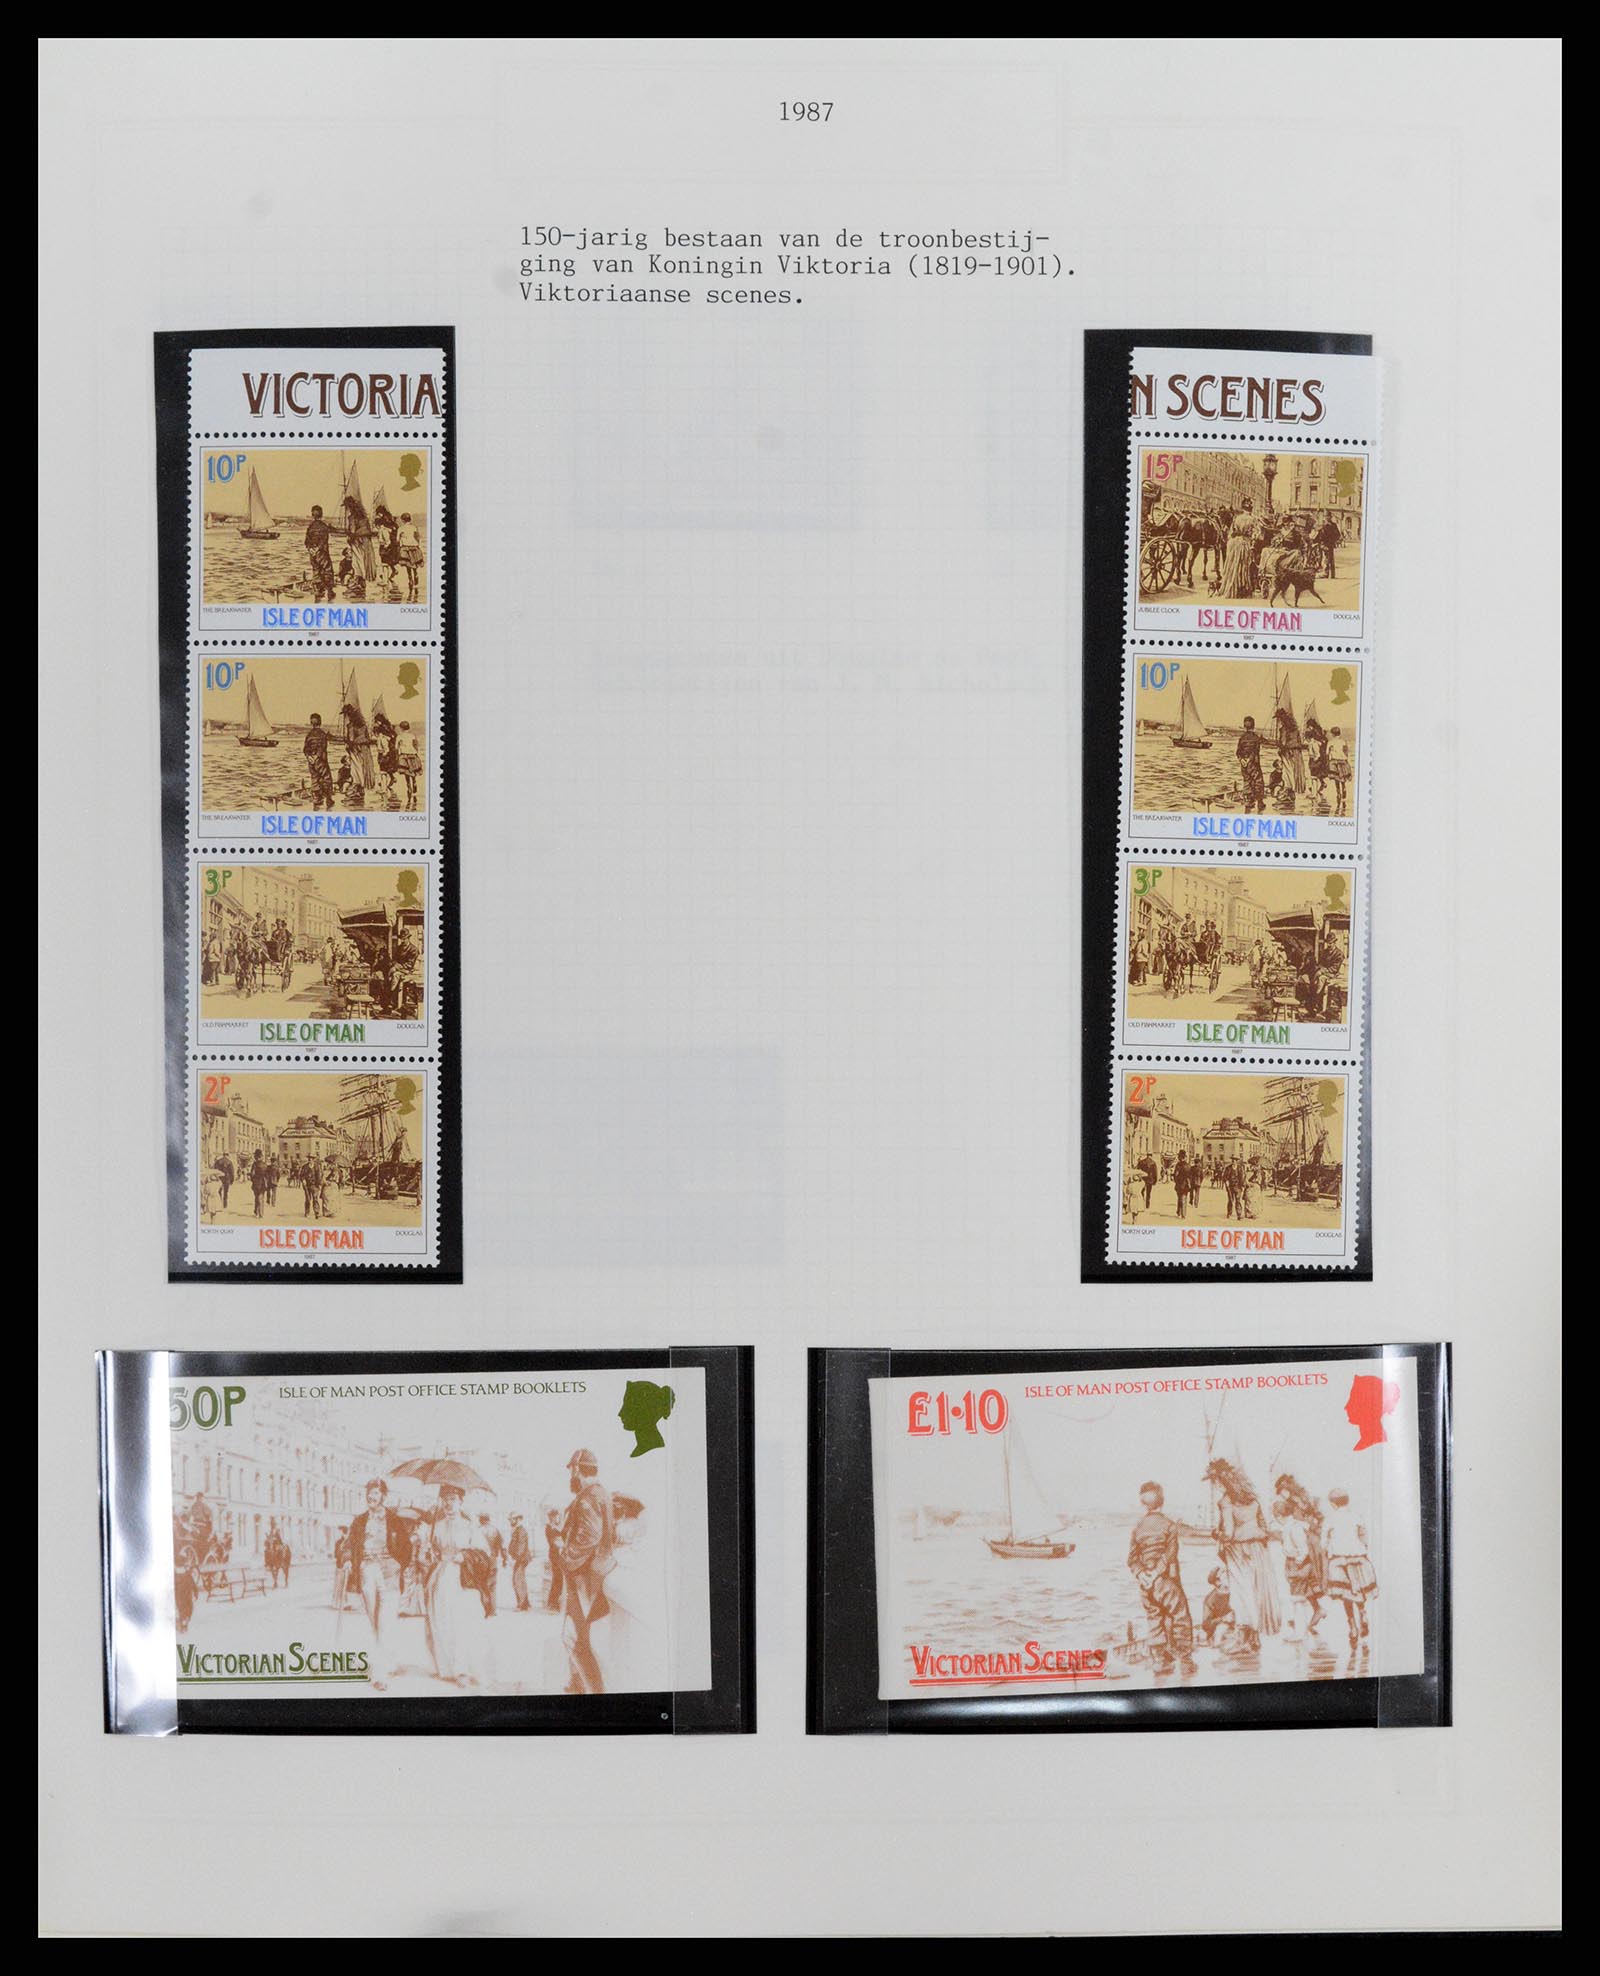 1987
150-jarig bestaan van de troonbestij-
ging van Koningin Viktoria (1819-1901).
Viktoriaanse scenes.
VICTORIA
10P
THE BREAKWATER DOUGLAS
ISLE OF MAN
1987
10P
THE BREAKWATER DOUGLAS
ISLE OF MAN
1987
3P
OLD FISHMARKET DOUGLAS
ISLE OF MAN
1987
2P
NORTH QUAY DOUGLAS
ISLE OF MAN
1987
N SCENES
15P
JUBILEE CLOCK DOUGLAS
ISLE OF MAN
1987
10P
THE BREAKWATER DOUGLAS
ISLE OF MAN
1987
3P
OLD FISHMARKET DOUGLAS
ISLE OF MAN
1987
2P
NORTH QUAY DOUGLAS
ISLE OF MAN
1987
50P ISLE OF MAN POST OFFICE STAMP BOOKLETS
VICTORIAN SCENES
£1·10 ISLE OF MAN POST OFFICE STAMP BOOKLETS
VICTORIAN SCENES